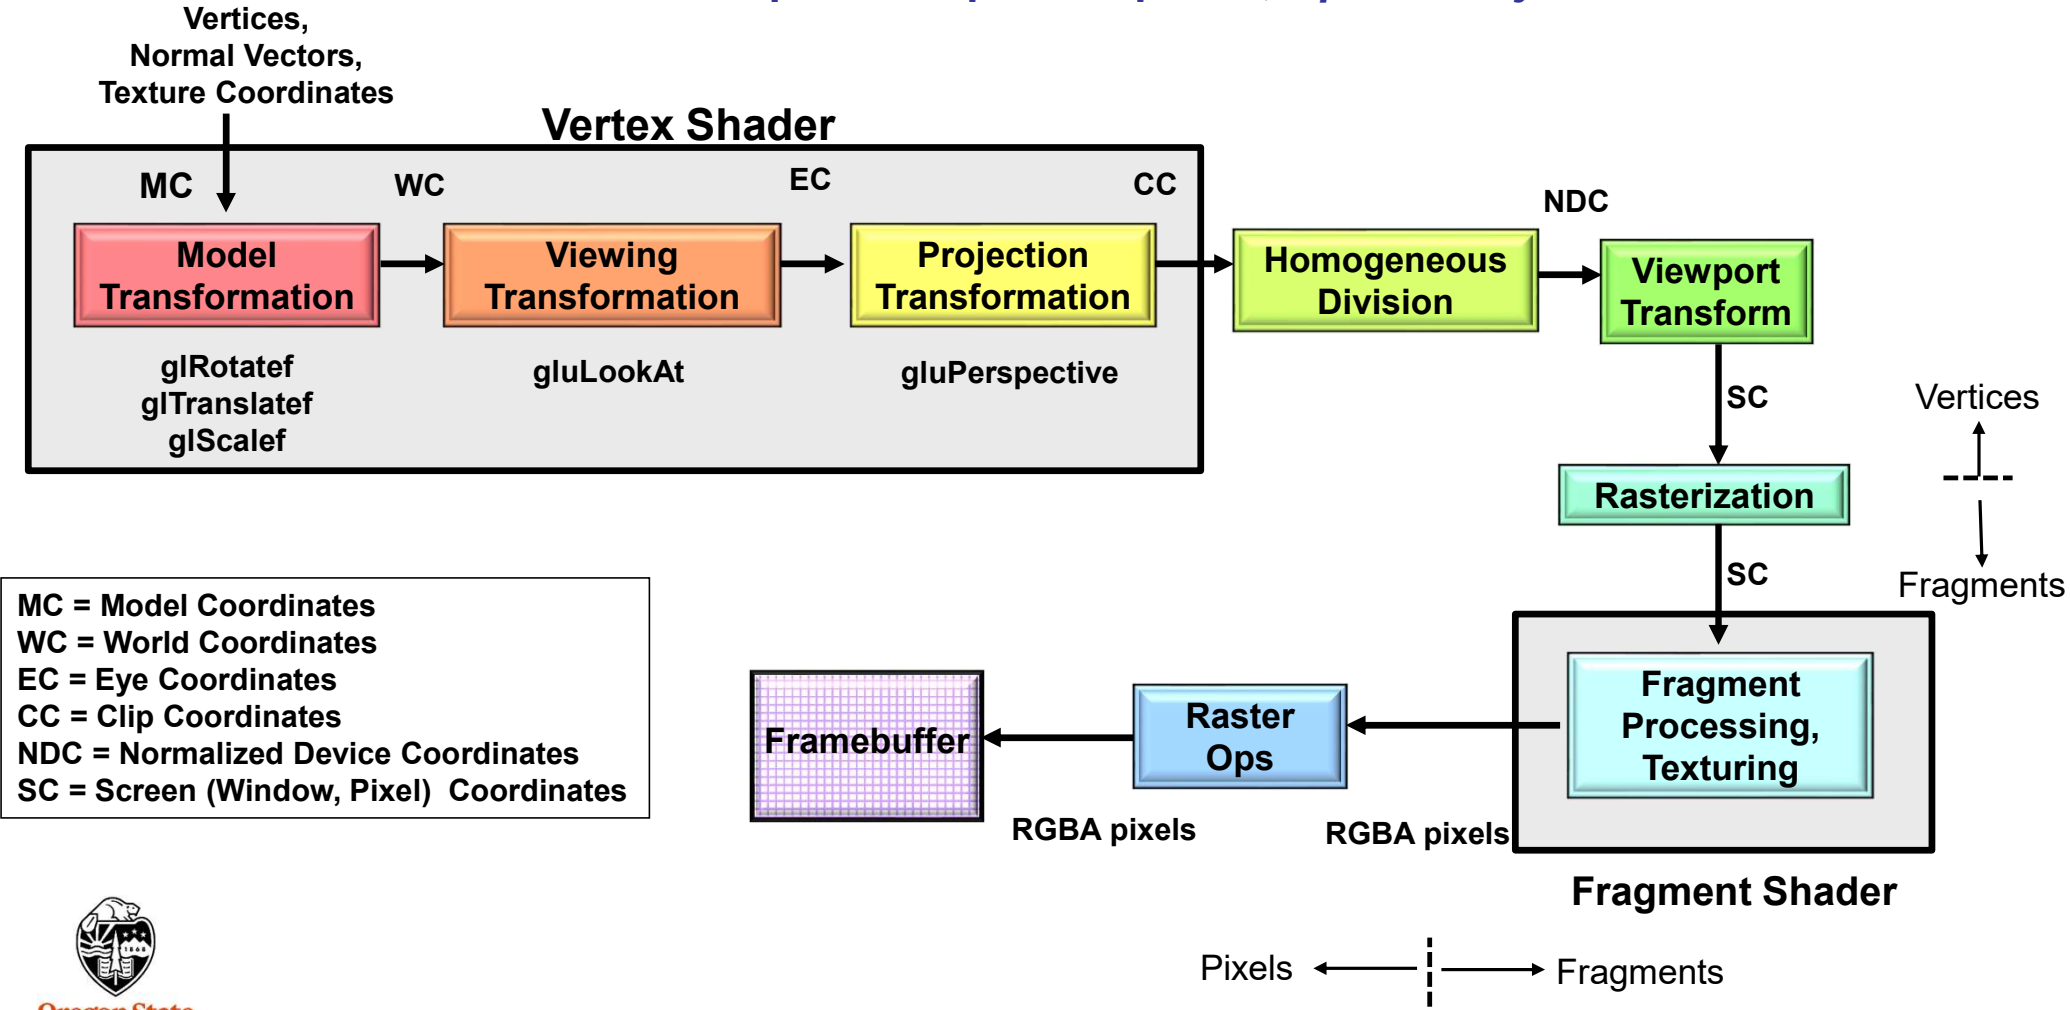 Vertices,
Normal Vectors,
Texture Coordinates
Vertex Shader
MC
WC
EC
CC
NDC
Model
Transformation
Viewing
Transformation
Projection
Transformation
Homogeneous
Division
Viewport
Transform
glRotatef
glTranslatef
glScalef
gluLookAt
gluPerspective
SC
Vertices
Rasterization
SC
Fragments
MC = Model Coordinates
WC = World Coordinates
EC = Eye Coordinates
CC = Clip Coordinates
NDC = Normalized Device Coordinates
SC = Screen (Window, Pixel) Coordinates
Framebuffer
Raster
Ops
Fragment
Processing,
Texturing
RGBA pixels
RGBA pixels
Fragment Shader
Pixels
Fragments
1868
Oregon State